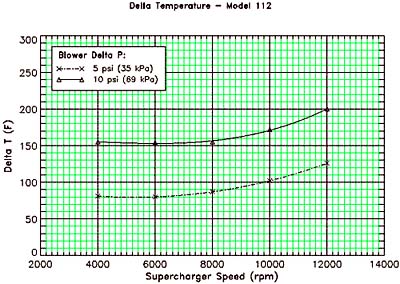 Delta Temperature – Model 112
Blower Delta P:
5 psi (35 kPa)
10 psi (69 kPa)
Delta T (F)
300
250
200
150
100
50
0
2000 4000 6000 8000 10000 12000 14000
Supercharger Speed (rpm)